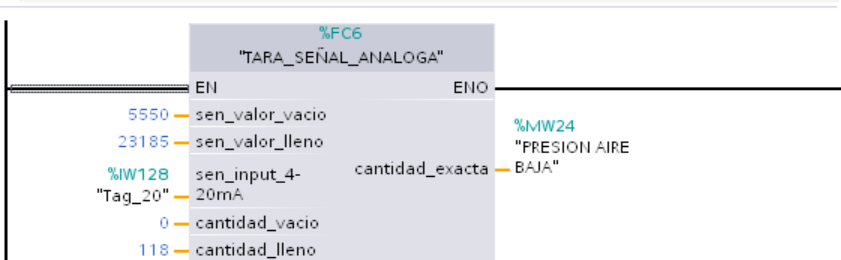 %FC6
"TARA_SEÑAL_ANALOGA"
EN ENO
5550 sen_valor_vacio
23185 sen_valor_lleno
%IW128
"Tag_20"
sen_input_4-
20mA
cantidad_exacta
%MW24
"PRESION AIRE
BAJA"
0 cantidad_vacio
118 cantidad_lleno